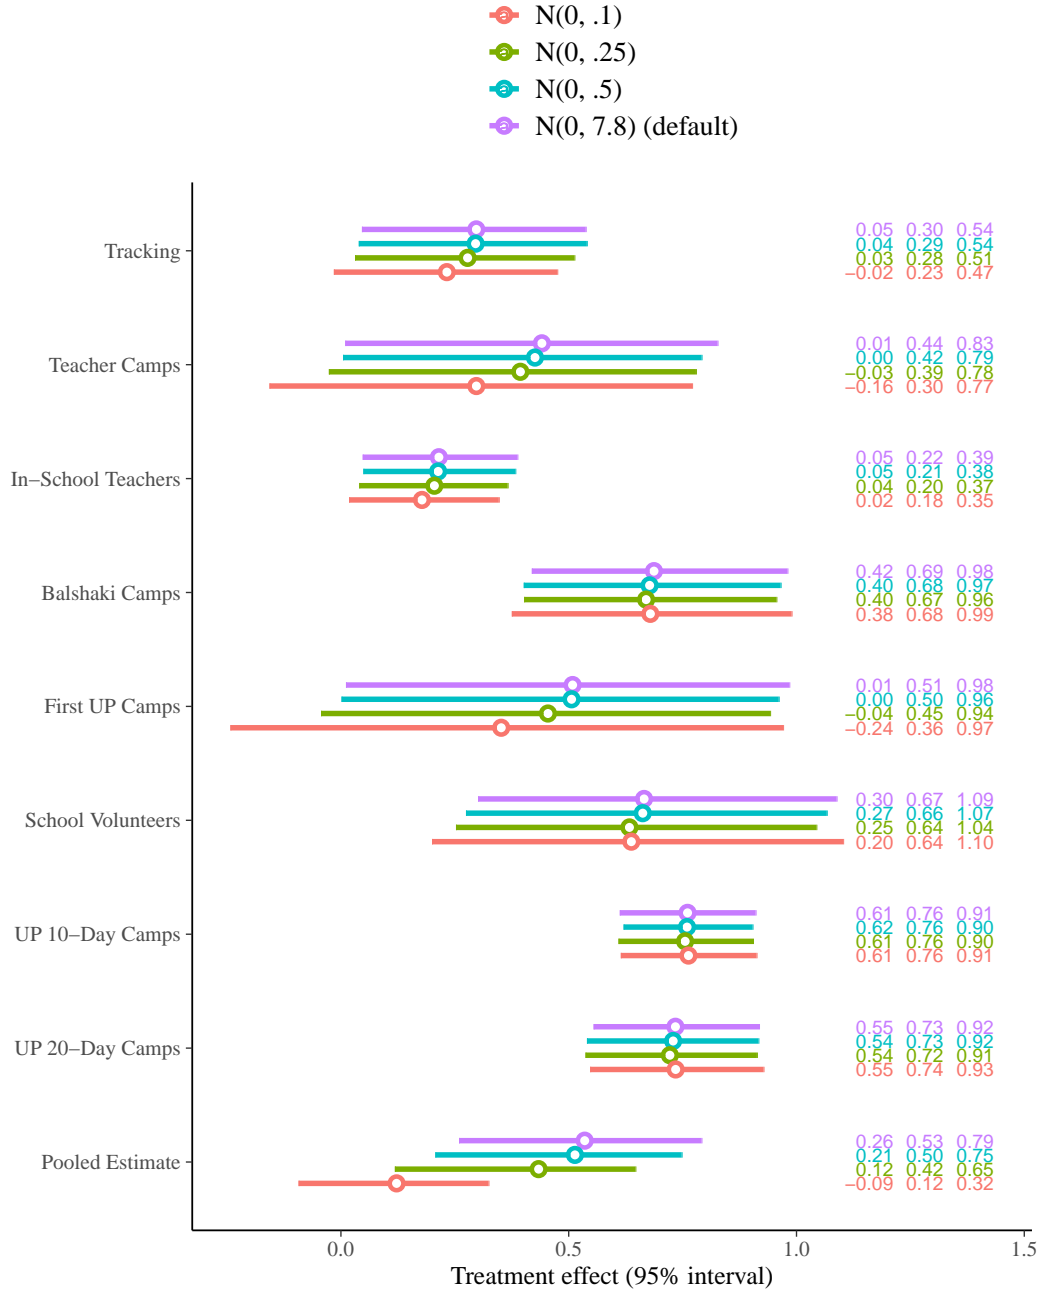 N(0, .1)
N(0, .25)
N(0, .5)
N(0, 7.8) (default)
Tracking
0.05 0.30 0.54
0.04 0.29 0.54
0.03 0.28 0.51
−0.02 0.23 0.47
Teacher Camps
0.01 0.44 0.83
0.00 0.42 0.79
−0.03 0.39 0.78
−0.16 0.30 0.77
In−School Teachers
0.05 0.22 0.39
0.05 0.21 0.38
0.04 0.20 0.37
0.02 0.18 0.35
Balshaki Camps
0.42 0.69 0.98
0.40 0.68 0.97
0.40 0.67 0.96
0.38 0.68 0.99
First UP Camps
0.01 0.51 0.98
0.00 0.50 0.96
−0.04 0.45 0.94
−0.24 0.36 0.97
School Volunteers
0.30 0.67 1.09
0.27 0.66 1.07
0.25 0.64 1.04
0.20 0.64 1.10
UP 10−Day Camps
0.61 0.76 0.91
0.62 0.76 0.90
0.61 0.76 0.90
0.61 0.76 0.91
UP 20−Day Camps
0.55 0.73 0.92
0.54 0.73 0.92
0.54 0.72 0.91
0.55 0.74 0.93
Pooled Estimate
0.26 0.53 0.79
0.21 0.50 0.75
0.12 0.42 0.65
−0.09 0.12 0.32
0.0 0.5 1.0 1.5
Treatment effect (95% interval)